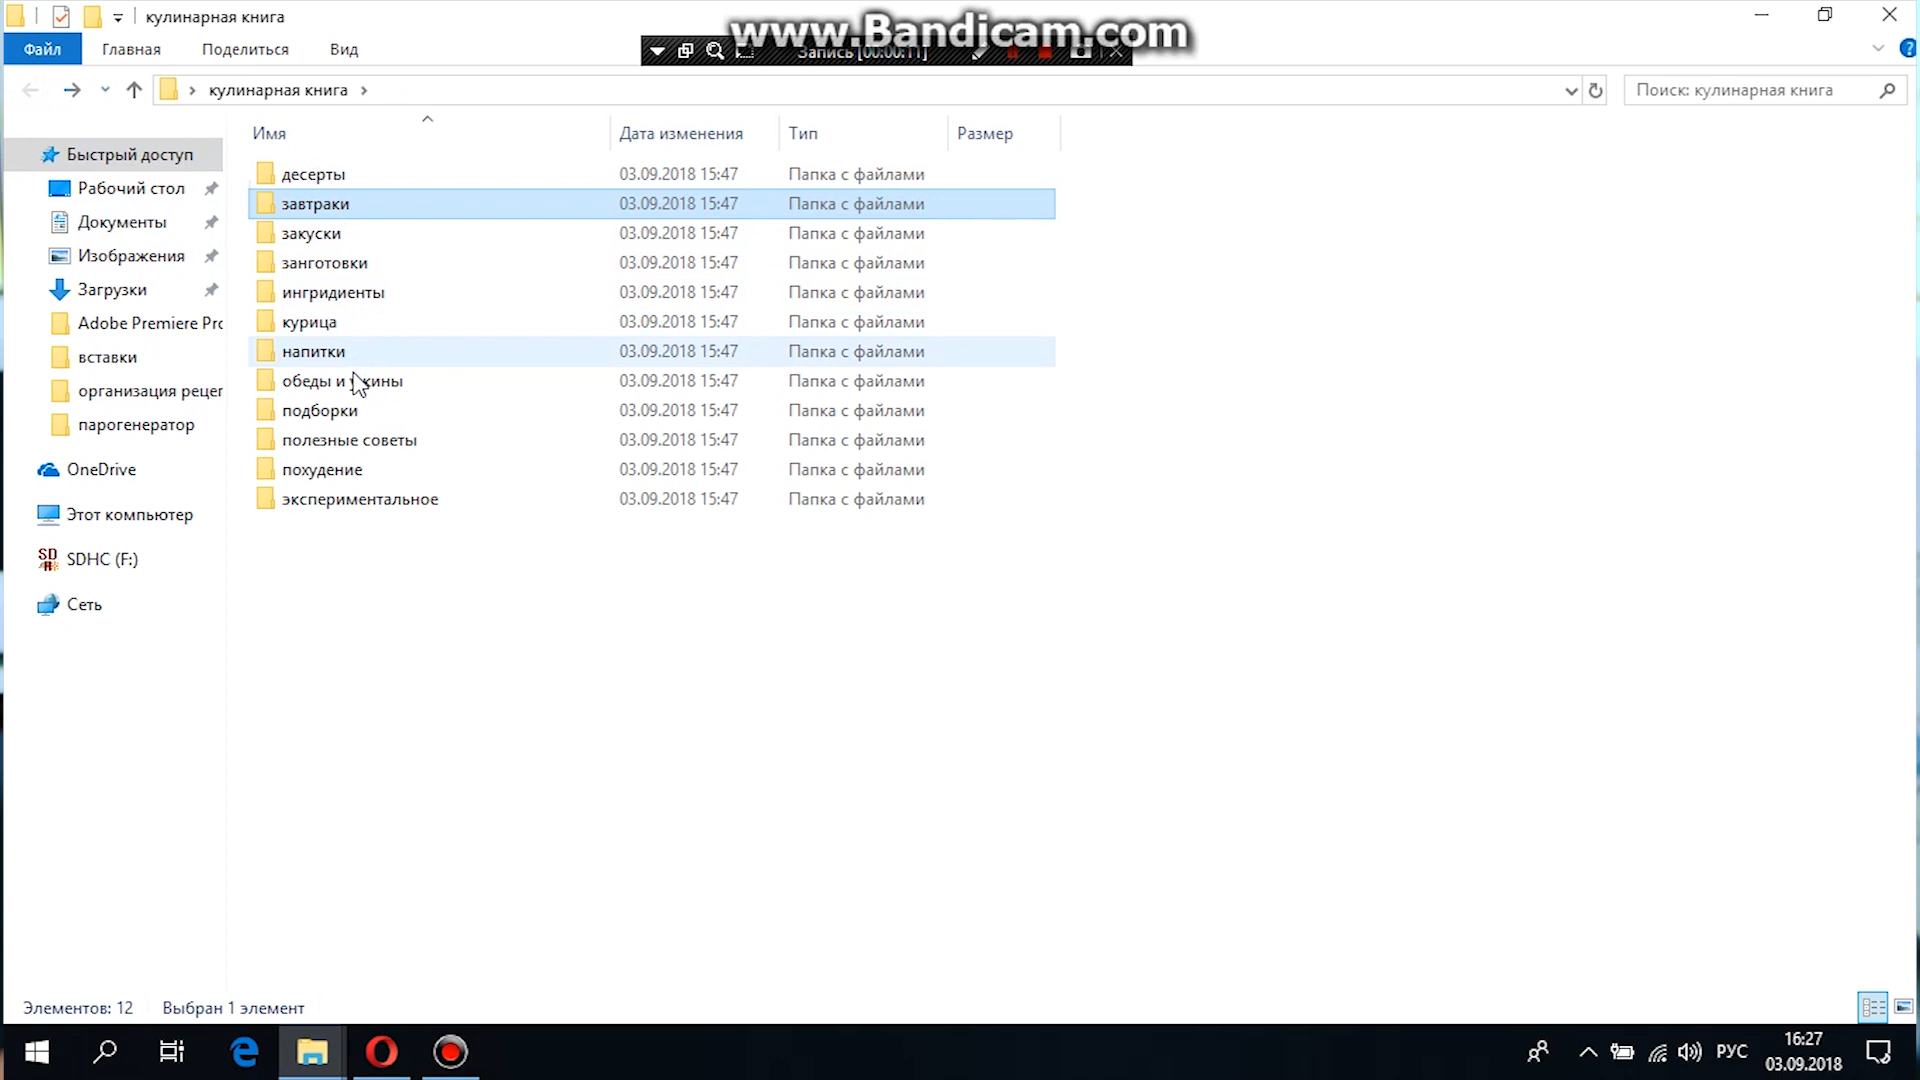 кулинарная книга
www.Bandicam.com
Файл Главная Поделиться Вид
Запись [00:00:11]
кулинарная книга
Поиск: кулинарная книга
Имя Дата изменения Тип Размер
Быстрый доступ
Рабочий стол
Документы
Изображения
Загрузки
Adobe Premiere Prc
вставки
организация рецег
парогенератор
OneDrive
Этот компьютер
SDHC (F:)
Сеть
десерты 03.09.2018 15:47 Папка с файлами
завтраки 03.09.2018 15:47 Папка с файлами
закуски 03.09.2018 15:47 Папка с файлами
занготовки 03.09.2018 15:47 Папка с файлами
ингридиенты 03.09.2018 15:47 Папка с файлами
курица 03.09.2018 15:47 Папка с файлами
напитки 03.09.2018 15:47 Папка с файлами
обеды и ужины 03.09.2018 15:47 Папка с файлами
подборки 03.09.2018 15:47 Папка с файлами
полезные советы 03.09.2018 15:47 Папка с файлами
похудение 03.09.2018 15:47 Папка с файлами
экспериментальное 03.09.2018 15:47 Папка с файлами
Элементов: 12 Выбран 1 элемент
РУС
16:27
03.09.2018